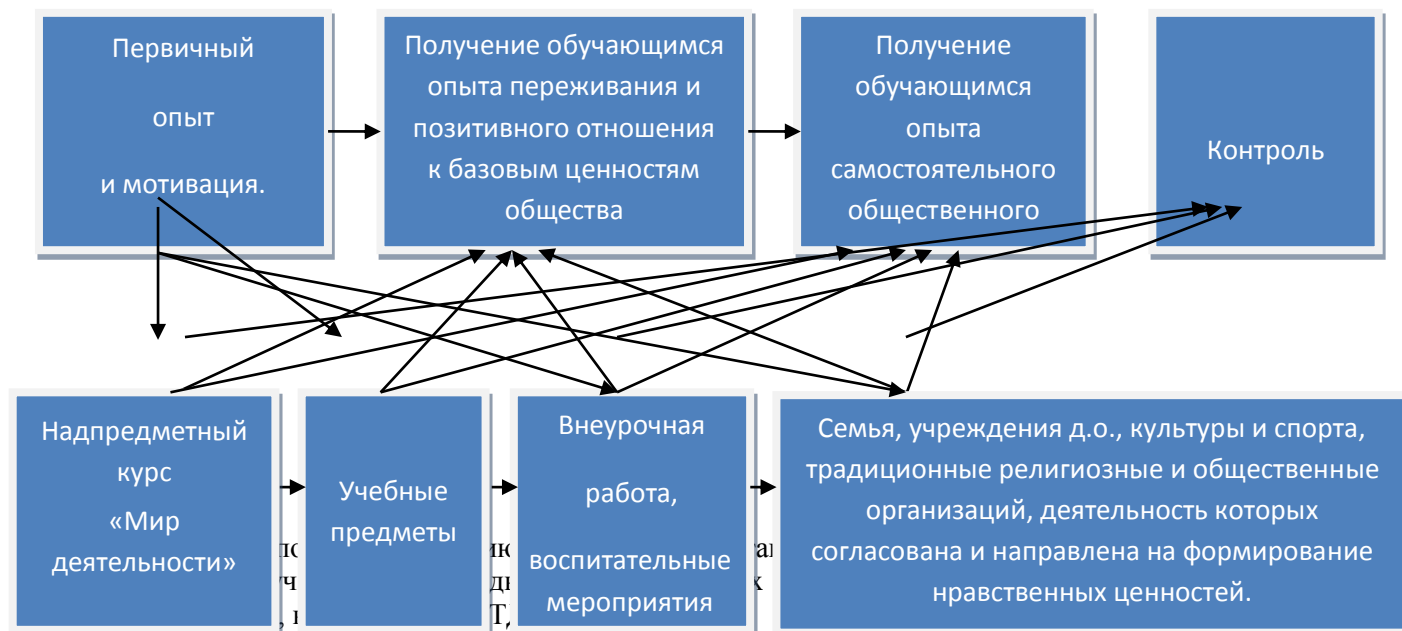 Первичный
опыт
и мотивация.
Получение обучающимся
опыта переживания и
позитивного отношения
к базовым ценностям
общества
Получение
обучающимся
опыта
самостоятельного
общественного
Контроль
Надпредметный
курс
«Мир
деятельности»
Учебные
предметы
Внеурочная
работа,
воспитательные
мероприятия
Семья, учреждения д.о., культуры и спорта,
традиционные религиозные и общественные
организаций, деятельность которых
согласована и направлена на формирование
нравственных ценностей.